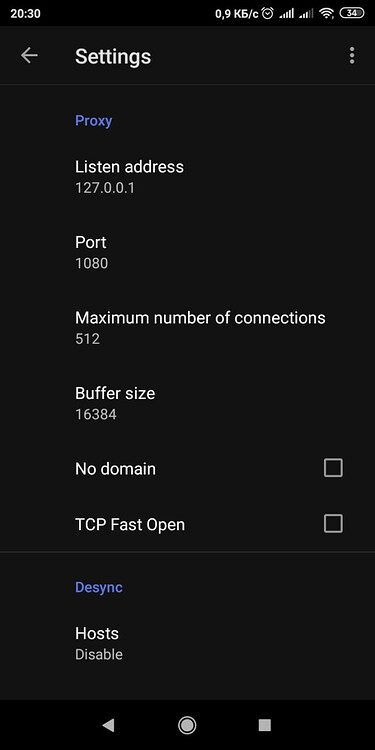 20:30 0,9 КБ/с 34
Settings
Proxy
Listen address
127.0.0.1
Port
1080
Maximum number of connections
512
Buffer size
16384
No domain
TCP Fast Open
Desync
Hosts
Disable